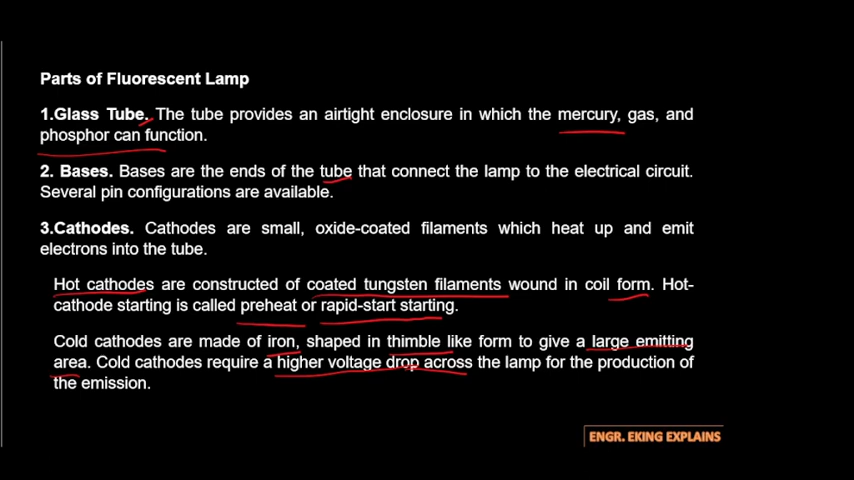 Parts of Fluorescent Lamp
1.Glass Tube. The tube provides an airtight enclosure in which the mercury, gas, and
phosphor can function.
2. Bases. Bases are the ends of the tube that connect the lamp to the electrical circuit.
Several pin configurations are available.
3.Cathodes. Cathodes are small, oxide-coated filaments which heat up and emit
electrons into the tube.
Hot cathodes are constructed of coated tungsten filaments wound in coil form. Hot-
cathode starting is called preheat or rapid-start starting.
Cold cathodes are made of iron, shaped in thimble like form to give a large emitting
area. Cold cathodes require a higher voltage drop across the lamp for the production of
the emission.
ENGR. EKING EXPLAINS